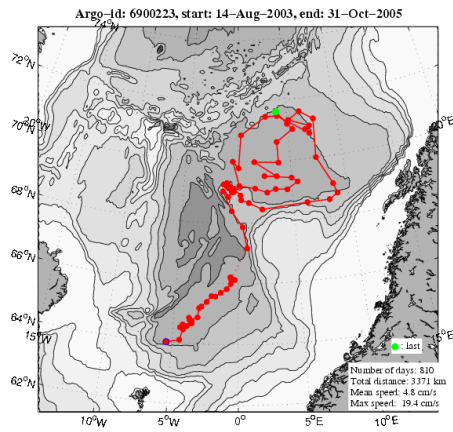 Argo-id: 6900223, start: 14-Aug-2003, end: 31-Oct-2005
74°N
72°N
70°N
20°E
70°N
68°N
66°N
64°N
15°W
62°N
: last
Number of days: 810
Total distance: 3371 km
Mean speed: 4.8 cm/s
Max speed: 19.4 cm/s
10°W
5°W
0°
5°E
10°E